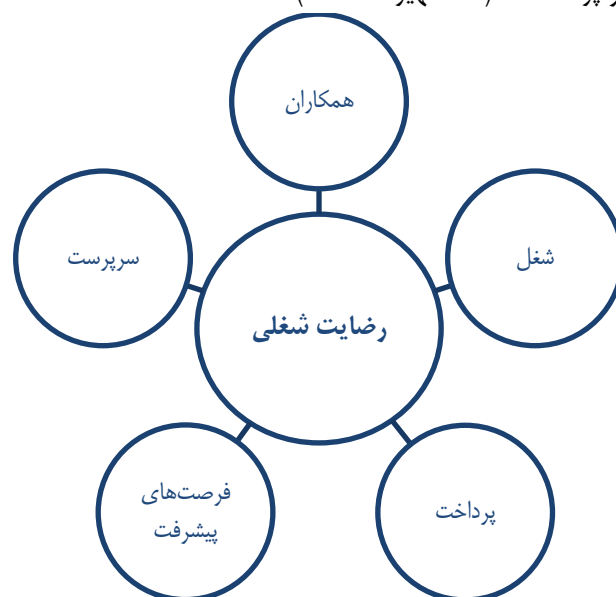 همکاران
شغل
سرپرست
رضایت شغلی
فرصت‌های
پیشرفت
پرداخت